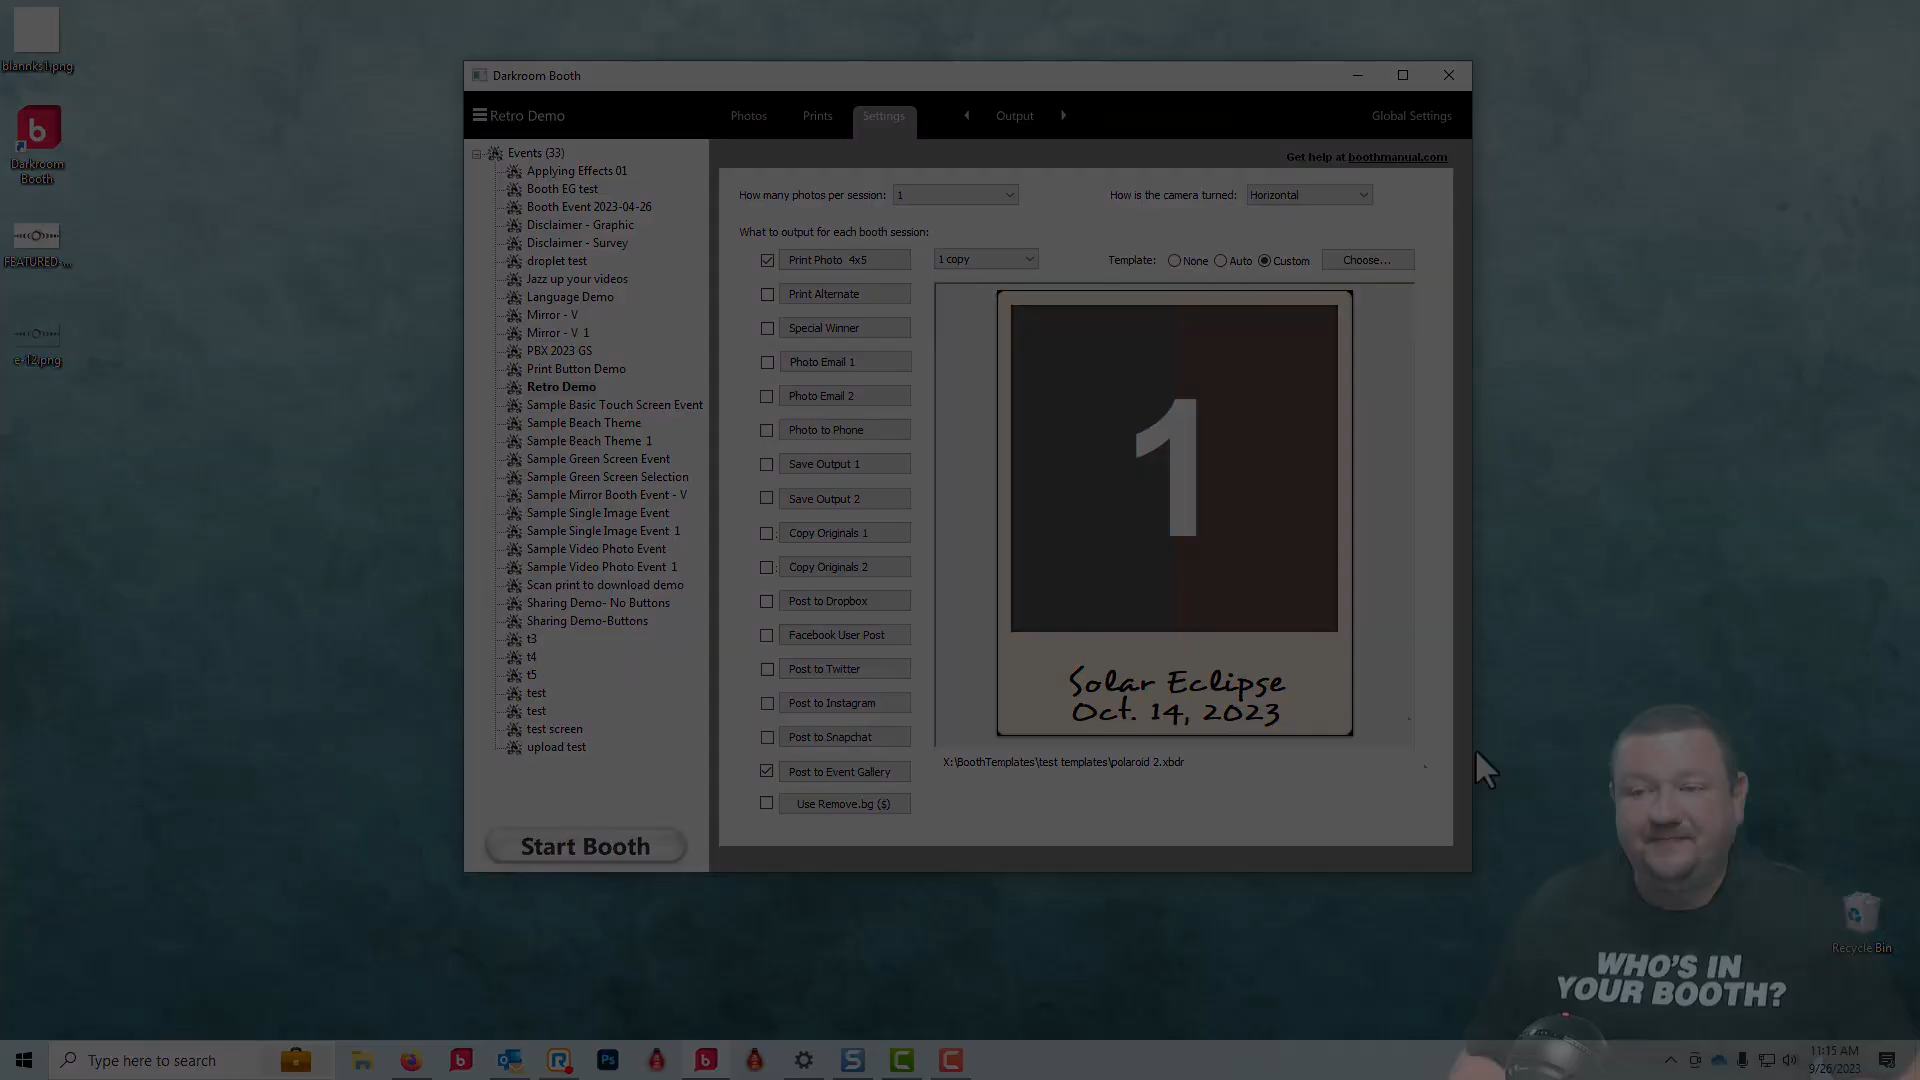 blannks1.png
Darkroom
Booth
FEATURED-...
e-12.png
Darkroom Booth
Retro Demo
Photos
Prints
Settings
Output
Global Settings
Events (33)
Applying Effects 01
Booth EG test
Booth Event 2023-04-26
Disclaimer - Graphic
Disclaimer - Survey
droplet test
Jazz up your videos
Language Demo
Mirror - V
Mirror - V 1
PBX 2023 GS
Print Button Demo
Retro Demo
Sample Basic Touch Screen Event
Sample Beach Theme
Sample Beach Theme 1
Sample Green Screen Event
Sample Green Screen Selection
Sample Mirror Booth Event - V
Sample Single Image Event
Sample Single Image Event 1
Sample Video Photo Event
Sample Video Photo Event 1
Scan print to download demo
Sharing Demo- No Buttons
Sharing Demo-Buttons
t3
t4
t5
test
test
test screen
upload test
Start Booth
Get help at boothmanual.com
How many photos per session: 1
How is the camera turned: Horizontal
What to output for each booth session:
Print Photo 4x5
1 copy
Template: None Auto Custom Choose...
Print Alternate
Special Winner
Photo Email 1
Photo Email 2
Photo to Phone
Save Output 1
Save Output 2
Copy Originals 1
Copy Originals 2
Post to Dropbox
Facebook User Post
Post to Twitter
Post to Instagram
Post to Snapchat
Post to Event Gallery
Use Remove.bg ($)
1
Solar Eclipse
Oct. 14, 2023
X:\BoothTemplates\test templates\polaroid 2.xbdr
WHO'S IN
YOUR BOOTH?
Recycle Bin
Type here to search
11:15 AM
9/26/2023